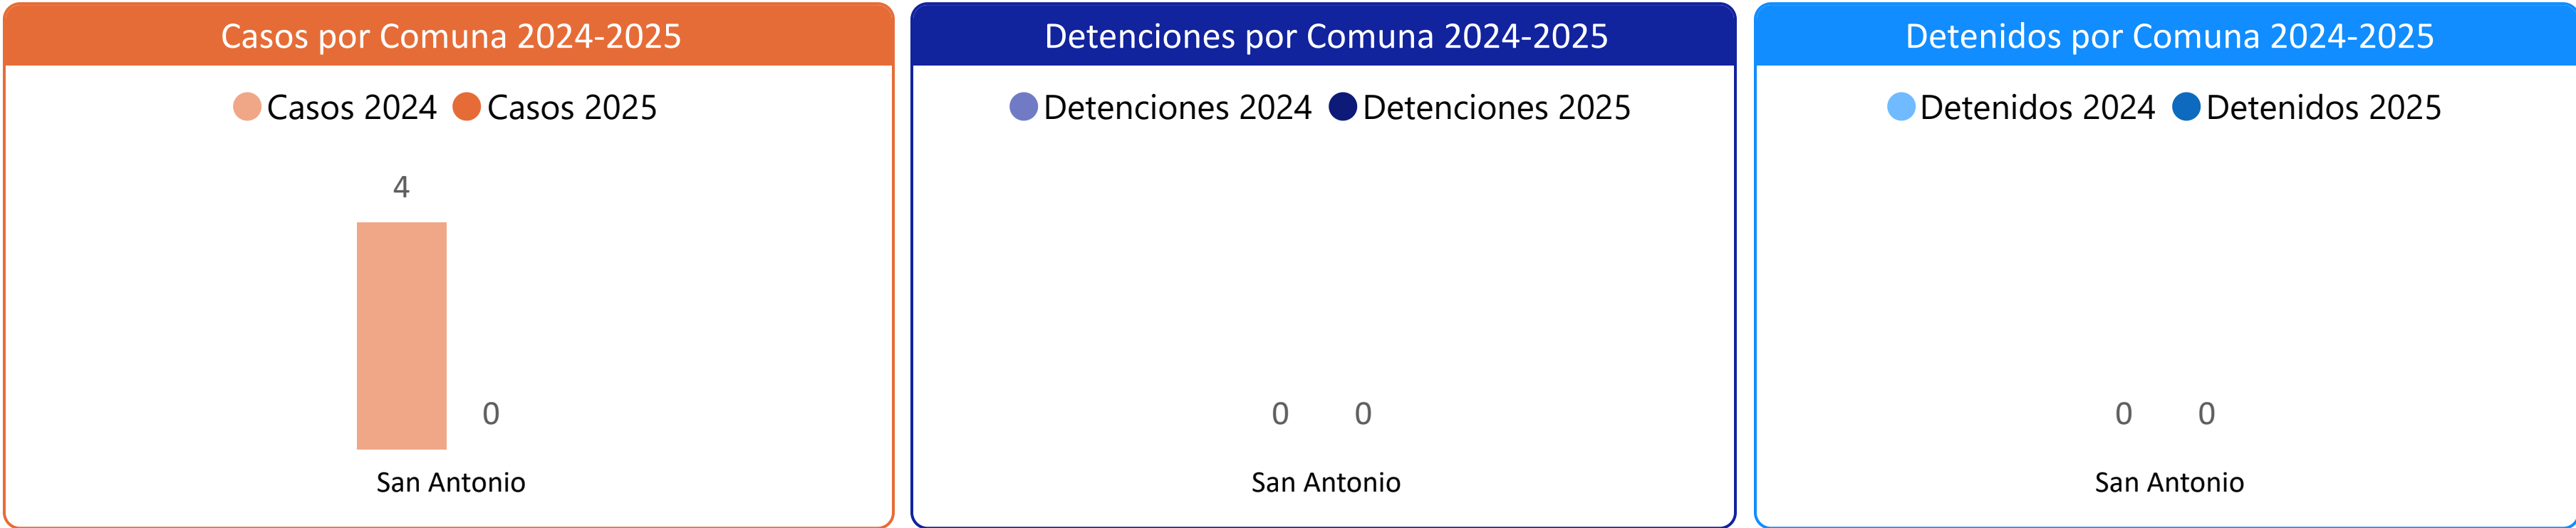 Casos por Comuna 2024-2025
Casos 2024 Casos 2025
4
0
San Antonio
Detenciones por Comuna 2024-2025
Detenciones 2024 Detenciones 2025
0 0
San Antonio
Detenidos por Comuna 2024-2025
Detenidos 2024 Detenidos 2025
0 0
San Antonio